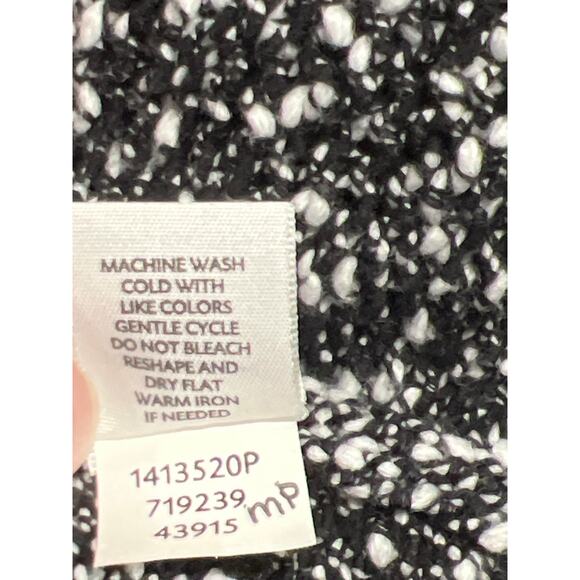 MACHINE WASH
COLD WITH
LIKE COLORS
GENTLE CYCLE
DO NOT BLEACH
RESHAPE AND
DRY FLAT
WARM IRON
IF NEEDED
1413520P
719239
43915
mp